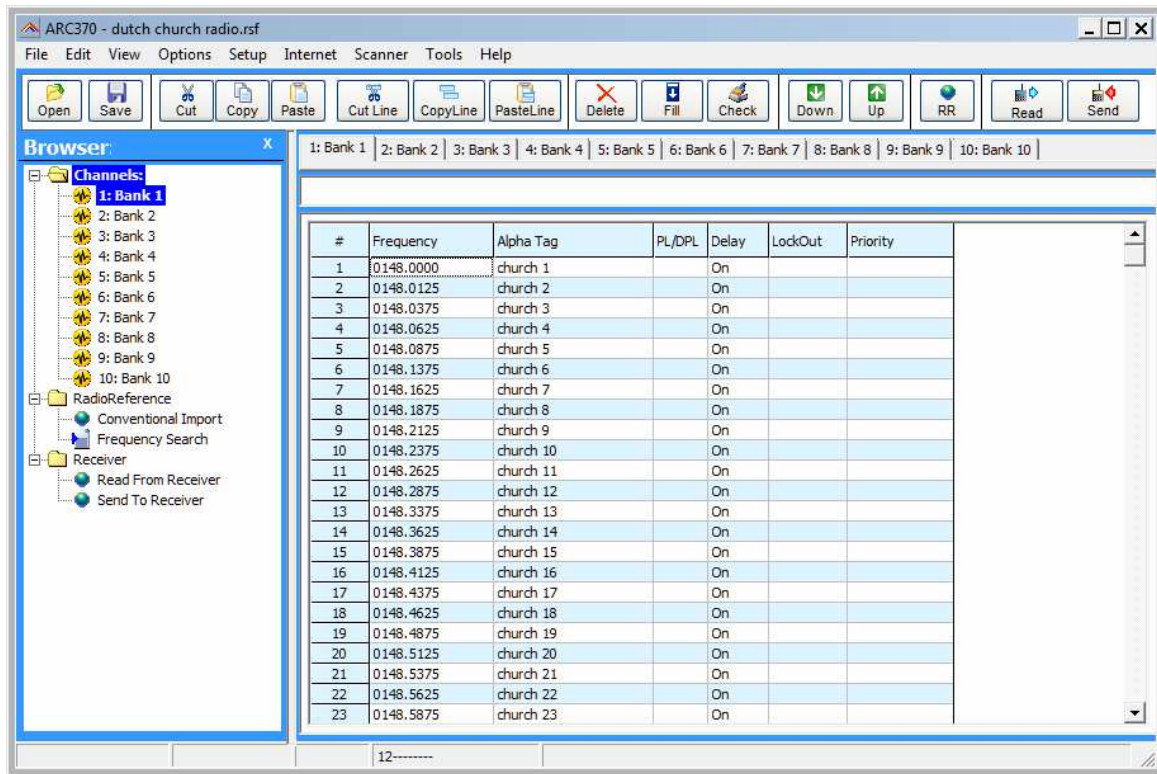 ARC370 - dutch church radio.rsf
File Edit View Options Setup Internet Scanner Tools Help
Open Save Cut Copy Paste Cut Line CopyLine PasteLine Delete Fill Check Down Up RR Read Send
Browser: X
Channels:
1: Bank 1
2: Bank 2
3: Bank 3
4: Bank 4
5: Bank 5
6: Bank 6
7: Bank 7
8: Bank 8
9: Bank 9
10: Bank 10
RadioReference
Conventional Import
Frequency Search
Receiver
Read From Receiver
Send To Receiver
1: Bank 1 2: Bank 2 3: Bank 3 4: Bank 4 5: Bank 5 6: Bank 6 7: Bank 7 8: Bank 8 9: Bank 9 10: Bank 10
# Frequency Alpha Tag PL/DPL Delay LockOut Priority
1 0148.0000 church 1 On
2 0148.0125 church 2 On
3 0148.0375 church 3 On
4 0148.0625 church 4 On
5 0148.0875 church 5 On
6 0148.1375 church 6 On
7 0148.1625 church 7 On
8 0148.1875 church 8 On
9 0148.2125 church 9 On
10 0148.2375 church 10 On
11 0148.2625 church 11 On
12 0148.2875 church 12 On
13 0148.3375 church 13 On
14 0148.3625 church 14 On
15 0148.3875 church 15 On
16 0148.4125 church 16 On
17 0148.4375 church 17 On
18 0148.4625 church 18 On
19 0148.4875 church 19 On
20 0148.5125 church 20 On
21 0148.5375 church 21 On
22 0148.5625 church 22 On
23 0148.5875 church 23 On
12--------